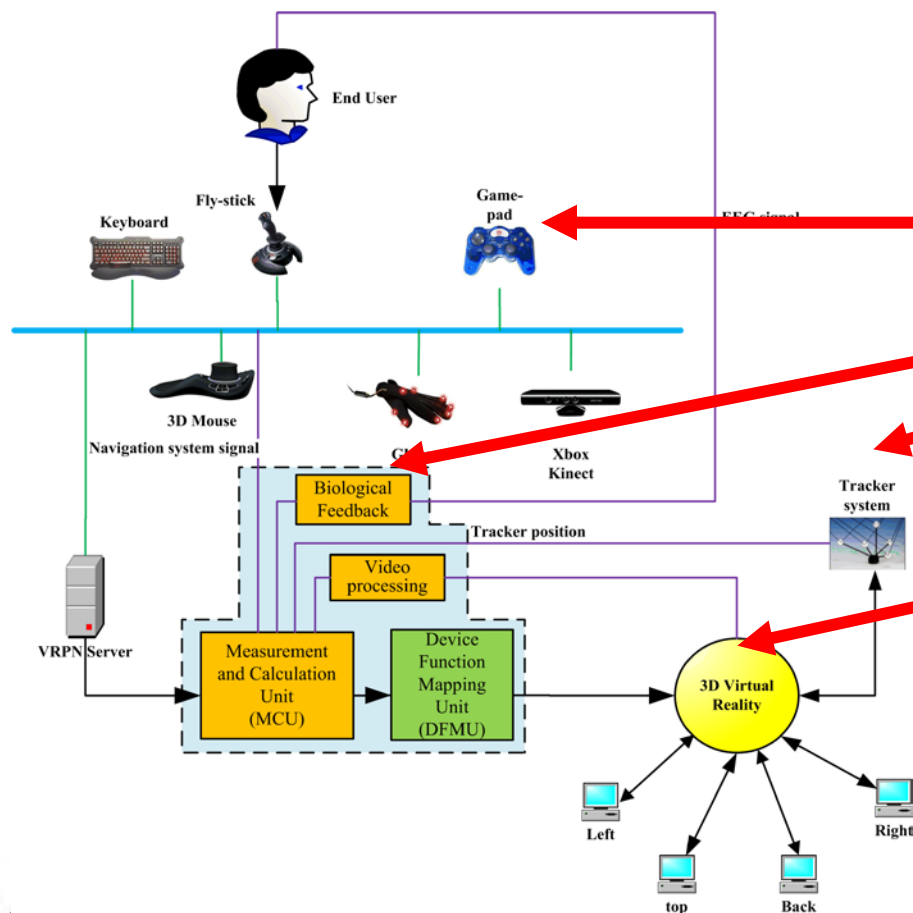 End User
Fly-stick
Game-
pad
Keyboard
EEG signal
3D Mouse
Navigation system signal
Xbox
Kinect
Biological
Feedback
Tracker
system
Tracker position
Video
processing
VRPN Server
Measurement
and Calculation
Unit
(MCU)
Device
Function
Mapping
Unit
(DFMU)
3D Virtual
Reality
Left
Right
top
Back